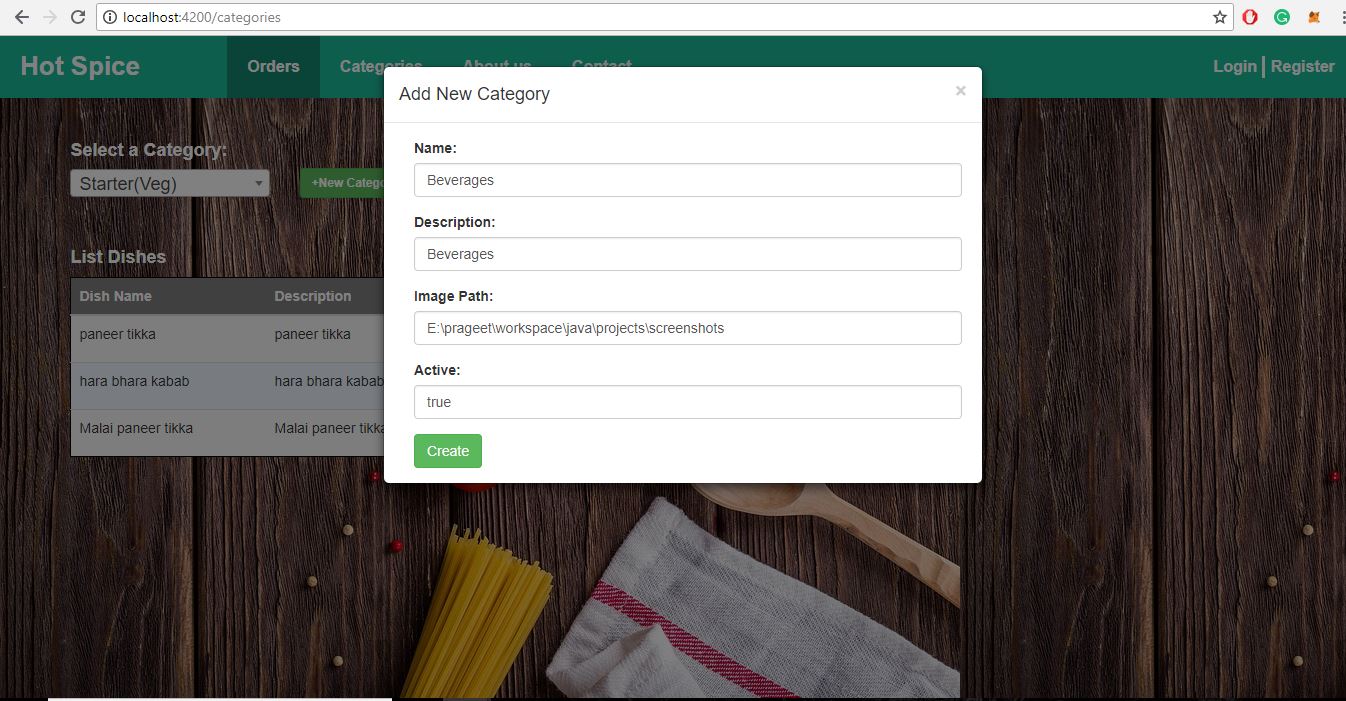 localhost:4200/categories
Hot Spice Orders Categories About us Contact Login Register
Add New Category ×
Name:
Beverages
Description:
Beverages
Image Path:
E:\prageet\workspace\java\projects\screenshots
Active:
true
Create
Select a Category:
Starter(Veg) +New Catego
List Dishes
Dish Name Description
paneer tikka paneer tikka
hara bhara kabab hara bhara kabab
Malai paneer tikka Malai paneer tikka